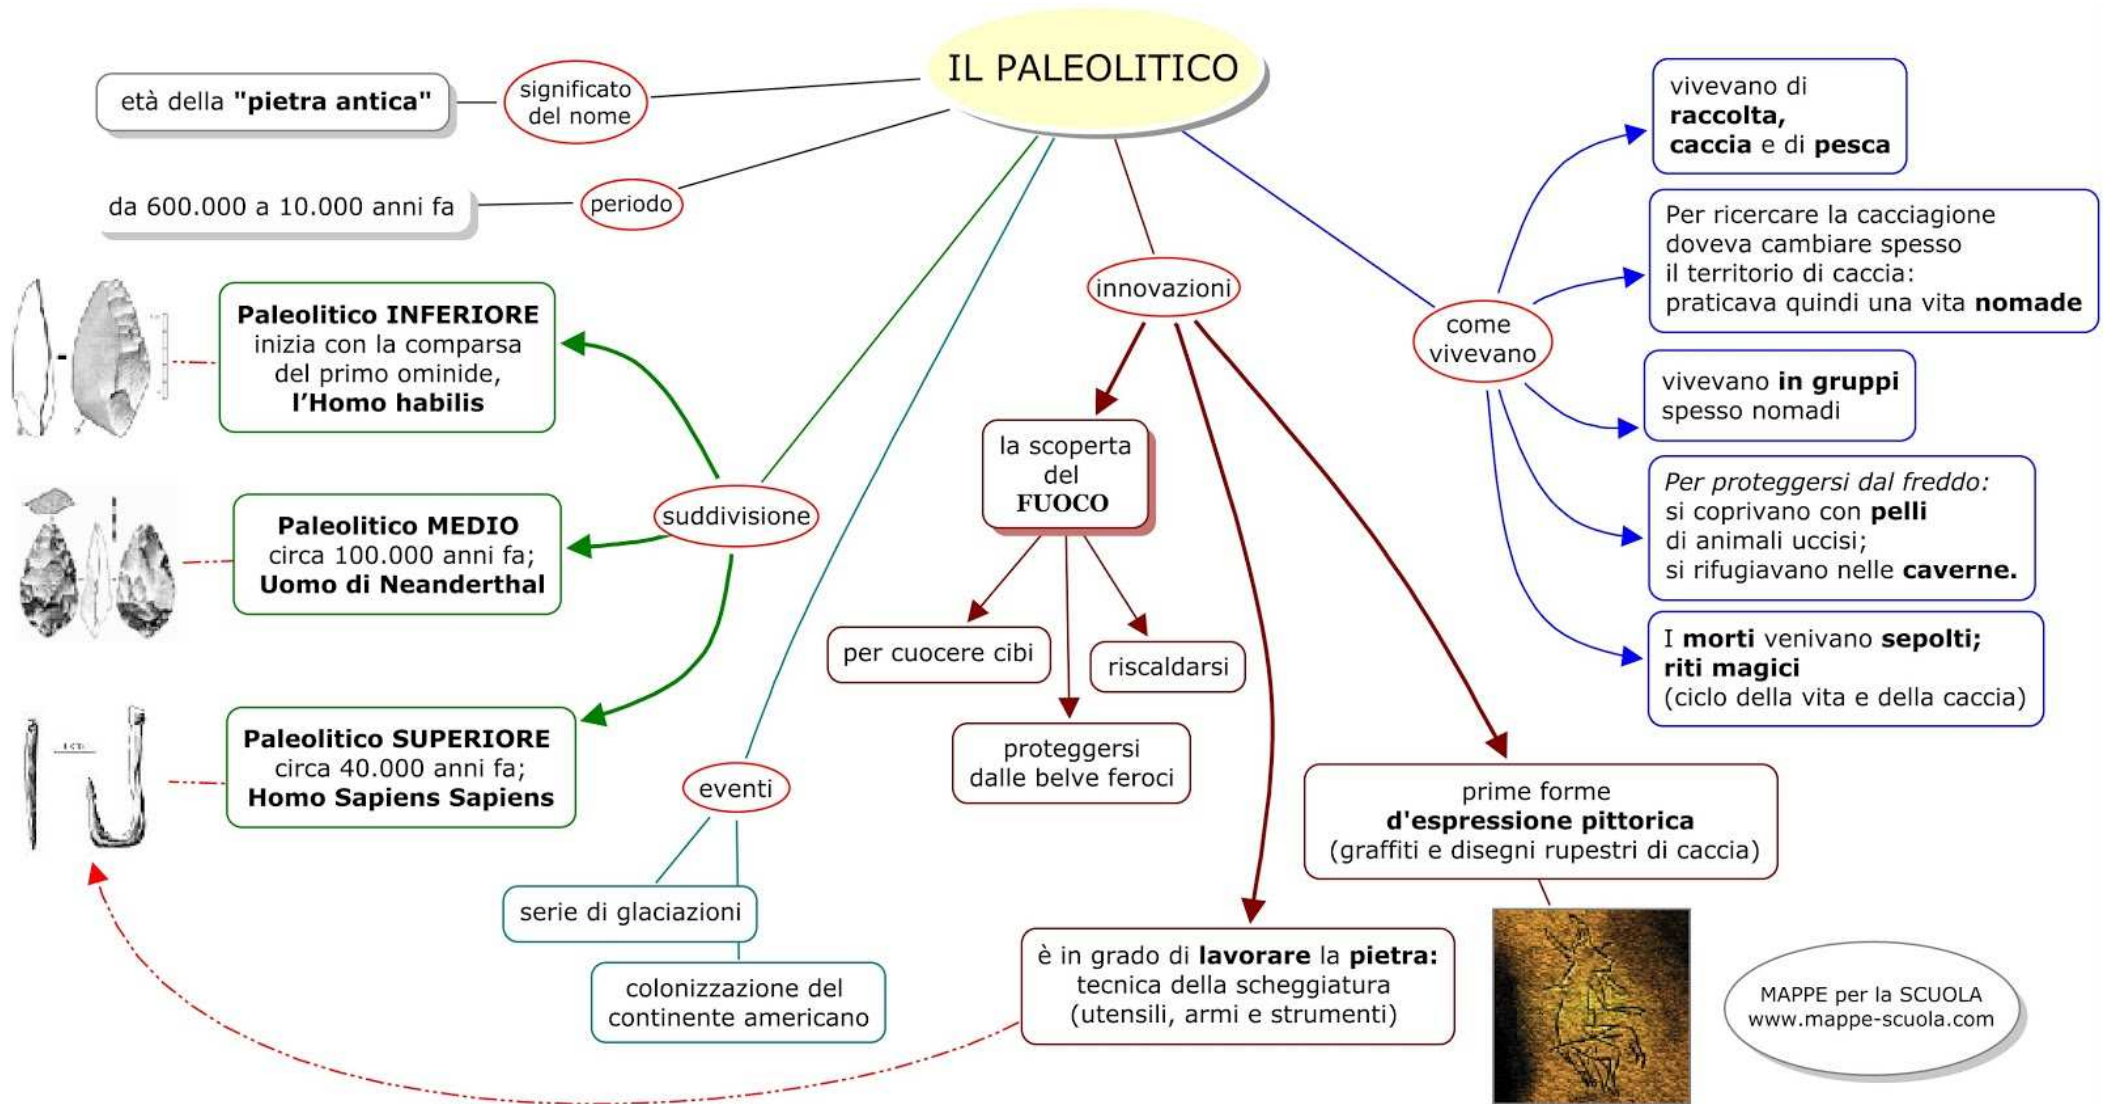 IL PALEOLITICO
significato
del nome
età della "pietra antica"
periodo
da 600.000 a 10.000 anni fa
suddivisione
Paleolitico INFERIORE
inizia con la comparsa
del primo ominide,
l'Homo habilis
Paleolitico MEDIO
circa 100.000 anni fa;
Uomo di Neanderthal
Paleolitico SUPERIORE
circa 40.000 anni fa;
Homo Sapiens Sapiens
eventi
serie di glaciazioni
colonizzazione del
continente americano
innovazioni
la scoperta
del
FUOCO
per cuocere cibi
proteggersi
dalle belve feroci
riscaldarsi
è in grado di lavorare la pietra:
tecnica della scheggiatura
(utensili, armi e strumenti)
prime forme
d'espressione pittorica
(graffiti e disegni rupestri di caccia)
come
vivevano
vivevano di
raccolta,
caccia e di pesca
Per ricercare la cacciagione
doveva cambiare spesso
il territorio di caccia:
praticava quindi una vita nomade
vivevano in gruppi
spesso nomadi
Per proteggersi dal freddo:
si coprivano con pelli
di animali uccisi;
si rifugiavano nelle caverne.
I morti venivano sepolti;
riti magici
(ciclo della vita e della caccia)
MAPPE per la SCUOLA
www.mappe-scuola.com